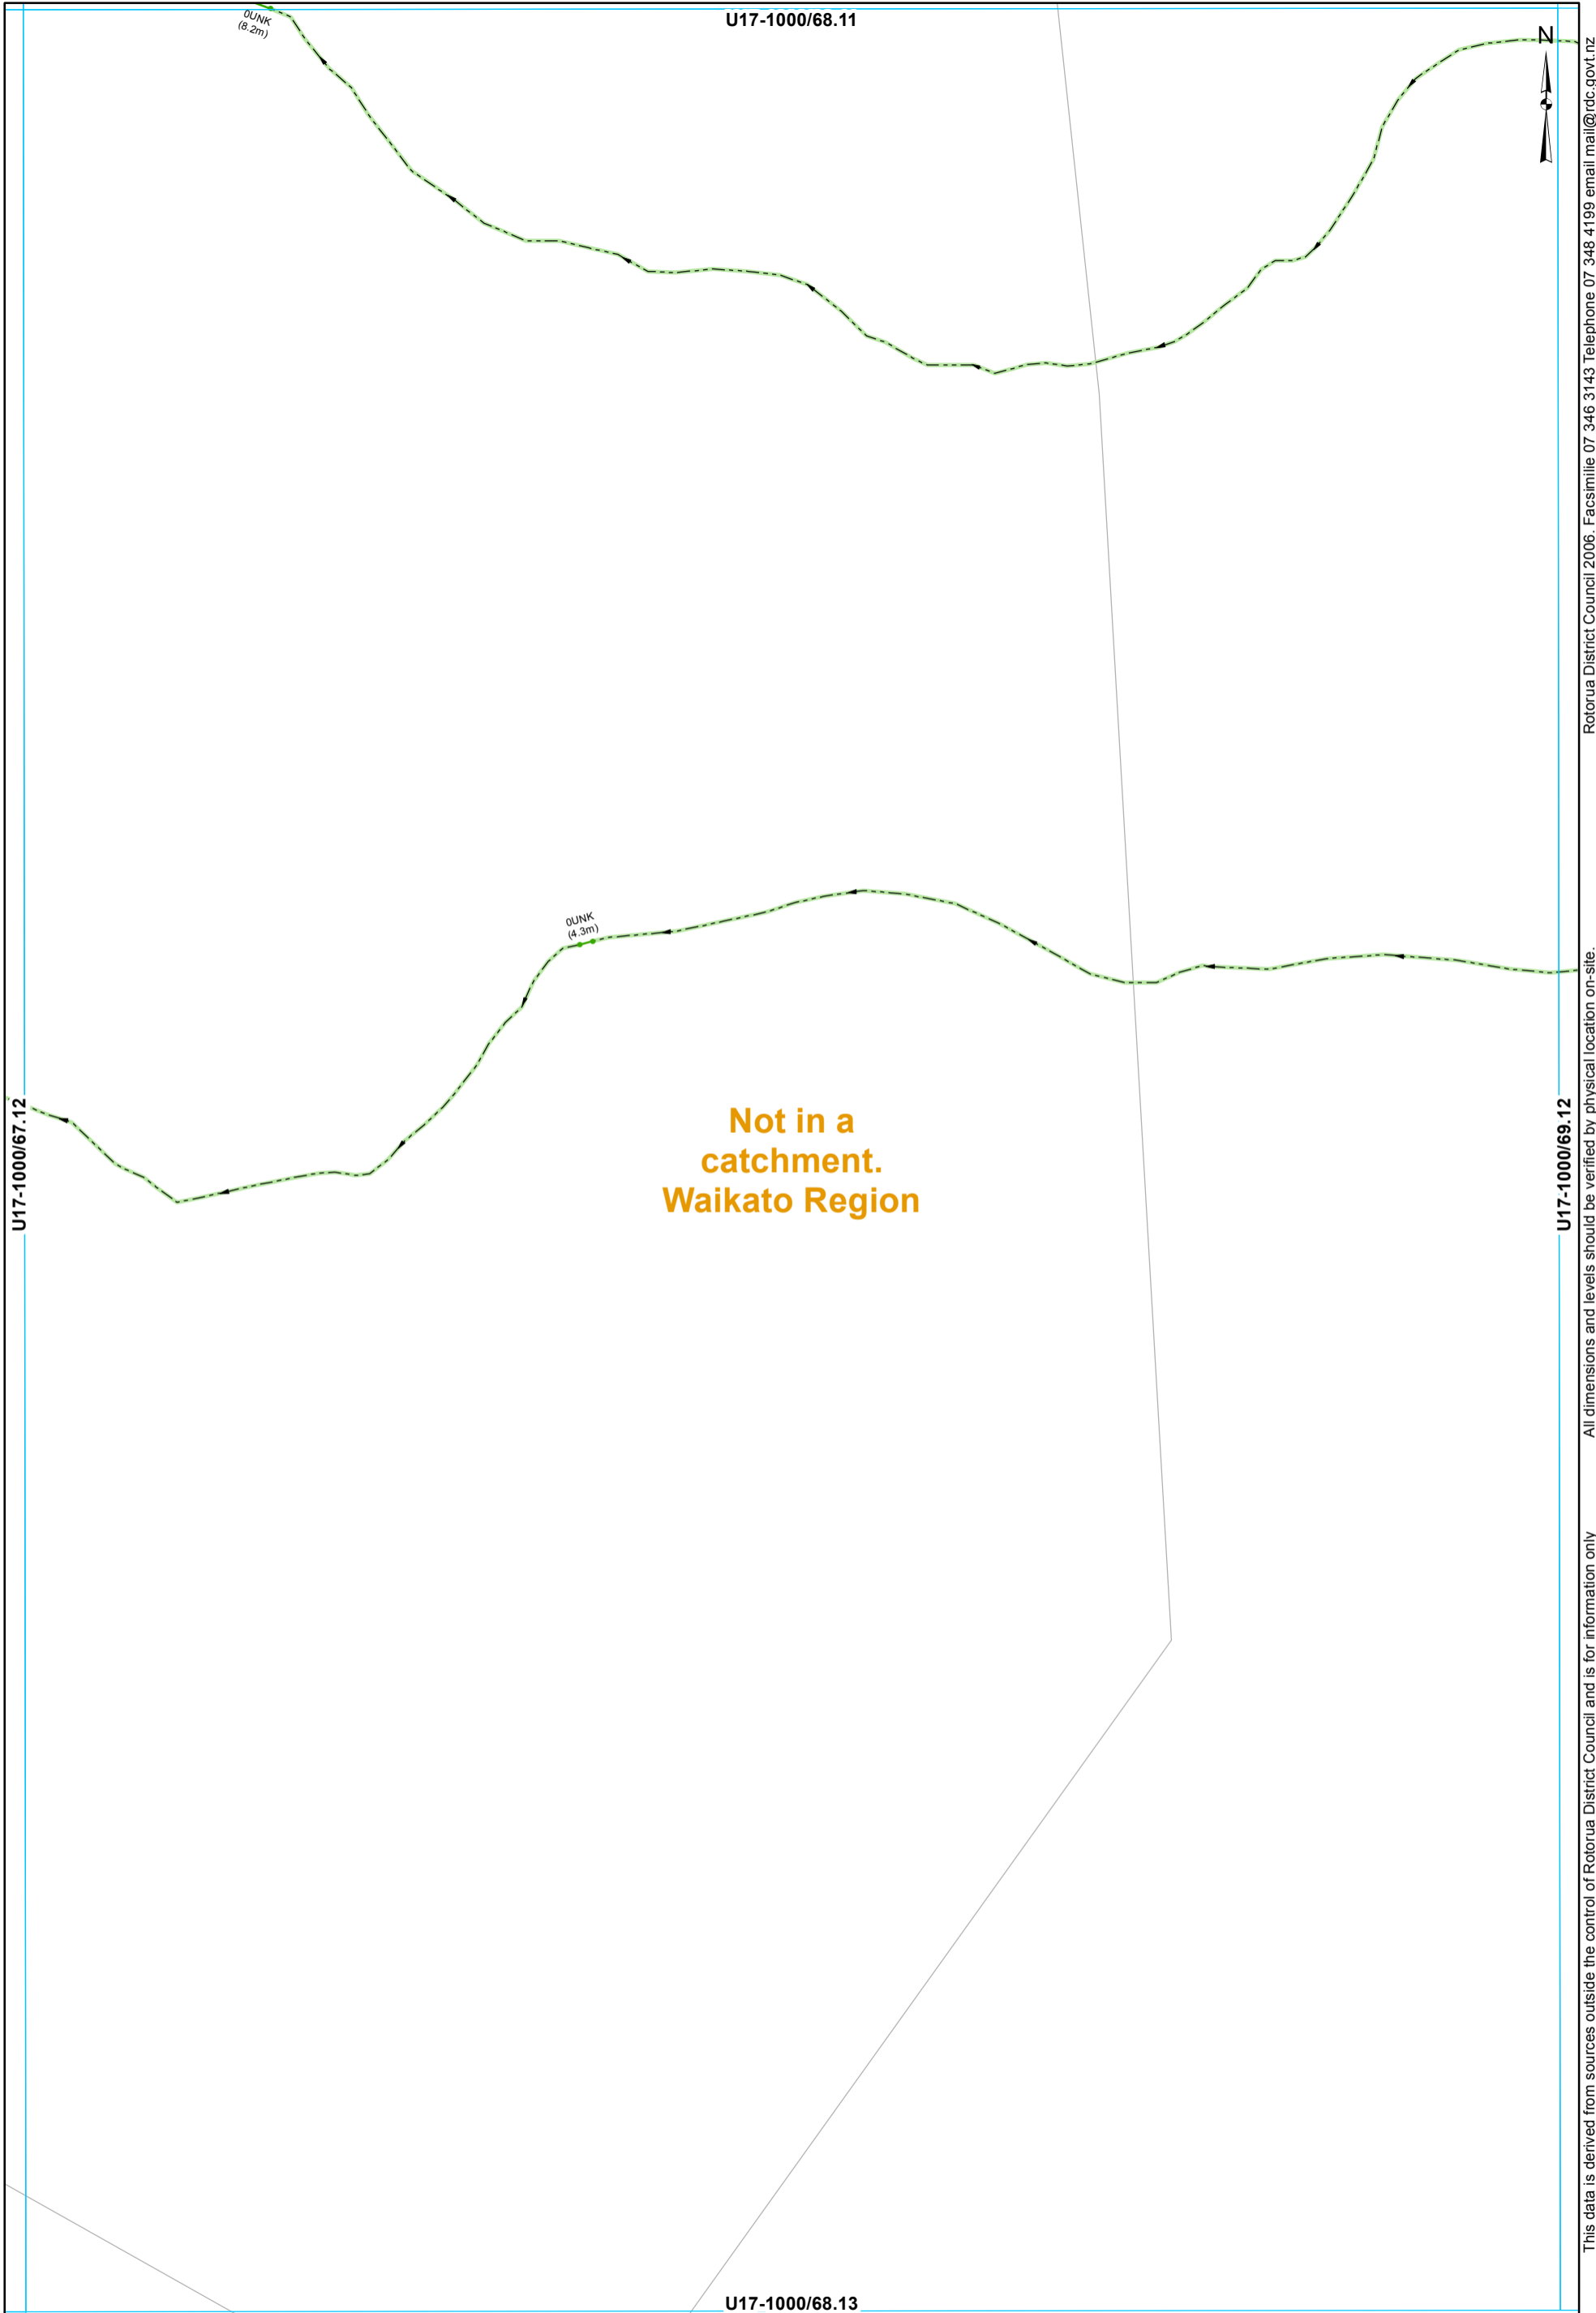 U17-1000/68.11
0UNK
(8.2m)
N
0UNK
(4.3m)
Not in a
catchment.
Waikato Region
U17-1000/67.12
U17-1000/69.12
U17-1000/68.13
This data is derived from sources outside the control of Rotorua District Council and is for information only
All dimensions and levels should be verified by physical location on-site.
Rotorua District Council 2006. Facsimilie 07 346 3143 Telephone 07 348 4199 email mail@rdc.govt.nz